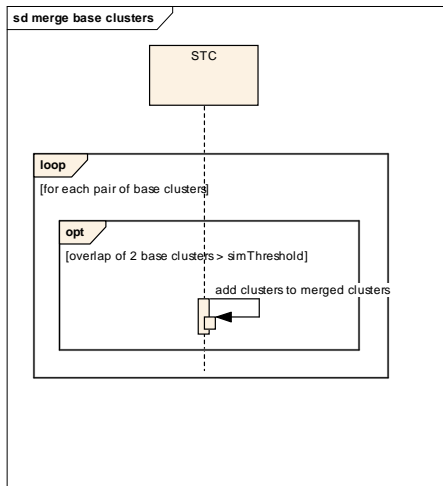 sd merge base clusters
STC
loop
[for each pair of base clusters]
opt
[overlap of 2 base clusters > simThreshold]
add clusters to merged clusters